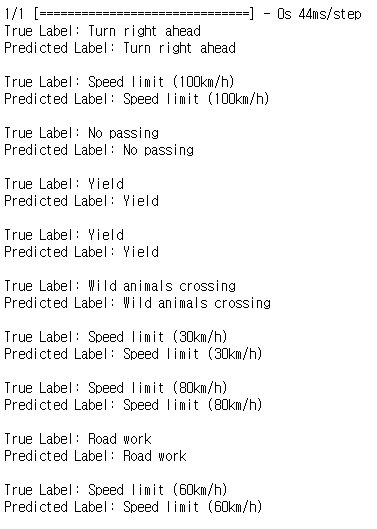 1/1 [==============================] - 0s 44ms/step
True Label: Turn right ahead
Predicted Label: Turn right ahead
True Label: Speed limit (100km/h)
Predicted Label: Speed limit (100km/h)
True Label: No passing
Predicted Label: No passing
True Label: Yield
Predicted Label: Yield
True Label: Yield
Predicted Label: Yield
True Label: Wild animals crossing
Predicted Label: Wild animals crossing
True Label: Speed limit (30km/h)
Predicted Label: Speed limit (30km/h)
True Label: Speed limit (80km/h)
Predicted Label: Speed limit (80km/h)
True Label: Road work
Predicted Label: Road work
True Label: Speed limit (60km/h)
Predicted Label: Speed limit (60km/h)